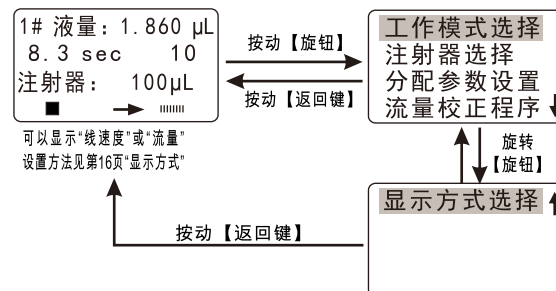 1# 液量: 1.860 μL
8.3 sec 10
注射器: 100μL
可以显示“线速度”或“流量”
设置方法见第16页“显示方式”
按动【旋钮】
按动【返回键】
工作模式选择
注射器选择
分配参数设置
流量校正程序
旋转
【旋钮】
显示方式选择
按动【返回键】